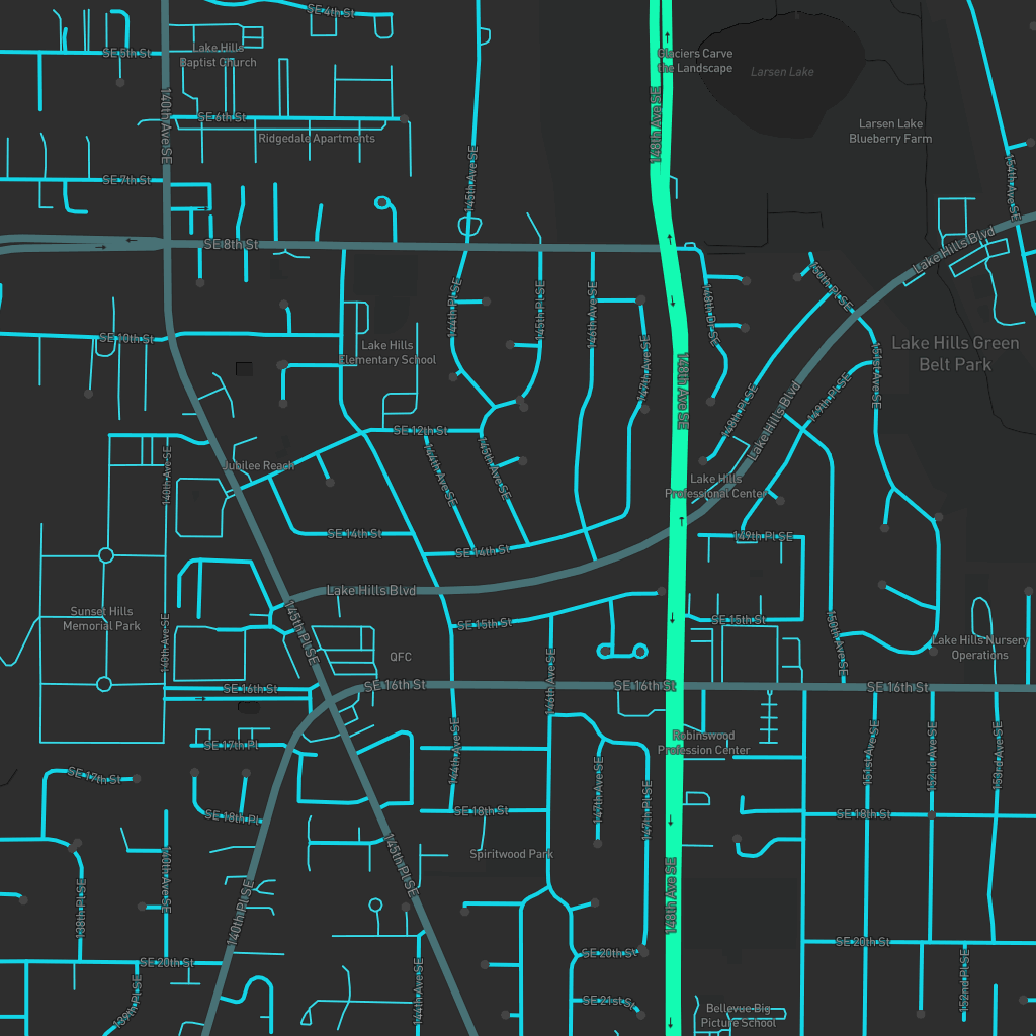 SE 4th St
SE 5th St
Lake Hills
Baptist Church
Glaciers Carve
the Landscape
Larsen Lake
148th Ave SE
140th Ave SE
SE 6th St
Ridgedale Apartments
Larsen Lake
Blueberry Farm
145th Ave SE
154th Ave SE
SE 7th St
SE 8th St
Lake Hills Blvd
150th Pl SE
144th Pl SE
145th Pl SE
146th Ave SE
148th Dr SE
SE 10th St
Lake Hills
Elementary School
147th Ave SE
148th Ave SE
151st Ave SE
Lake Hills Green
Belt Park
148th Pl SE
Lake Hills Blvd
149th Pl SE
SE 12th St
144th Ave SE
145th Ave SE
140th Ave SE
Jubilee Reach
Lake Hills
Professional Center
SE 14th St
SE 14th St
149th Pl SE
Lake Hills Blvd
Sunset Hills
Memorial Park
140th Ave SE
145th Pl SE
SE 15th St
SE 15th St
150th Ave SE
Lake Hills Nursery
Operations
QFC
146th Ave SE
SE 16th St
SE 16th St
SE 16th St
SE 16th St
SE 17th Pl
144th Ave SE
Robinswood
Profession Center
151st Ave SE
152nd Ave SE
153rd Ave SE
SE 17th St
147th Ave SE
147th Pl SE
SE 18th Pl
SE 18th St
SE 18th St
140th Ave SE
145th Pl SE
Spiritwood Park
138th Pl SE
140th Pl SE
148th Ave SE
SE 20th St
SE 20th St
SE 20th St
139th Pl SE
144th Ave SE
SE 21st St
152nd Pl SE
Bellevue Big
Picture School